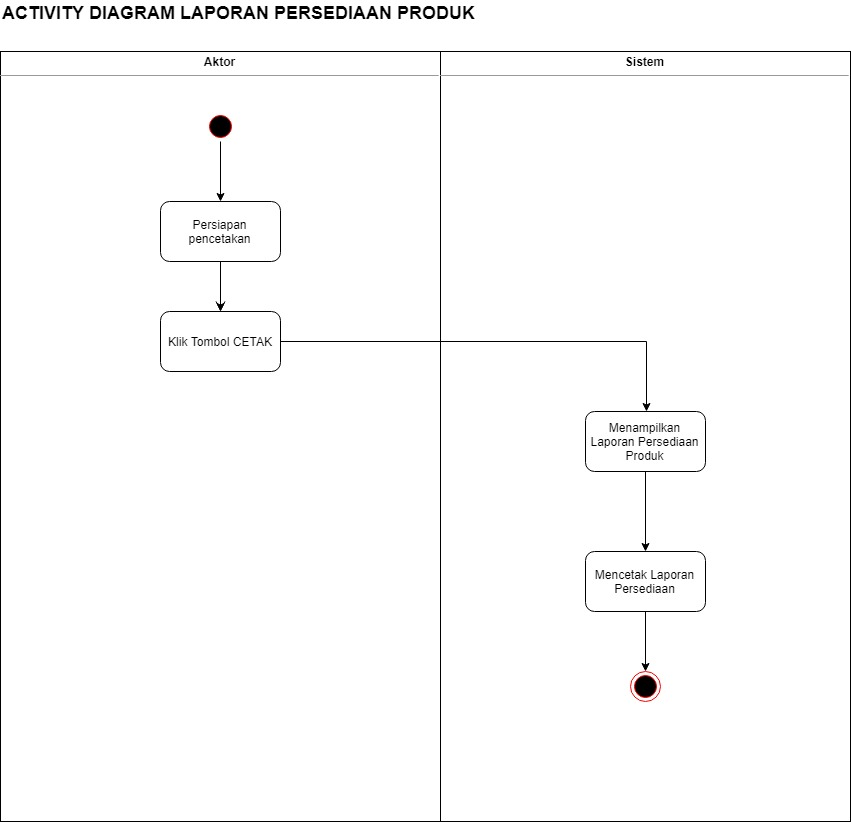 ACTIVITY DIAGRAM LAPORAN PERSEDIAAN PRODUK
Aktor
Sistem
Persiapan
pencetakan
Klik Tombol CETAK
Menampilkan
Laporan Persediaan
Produk
Mencetak Laporan
Persediaan